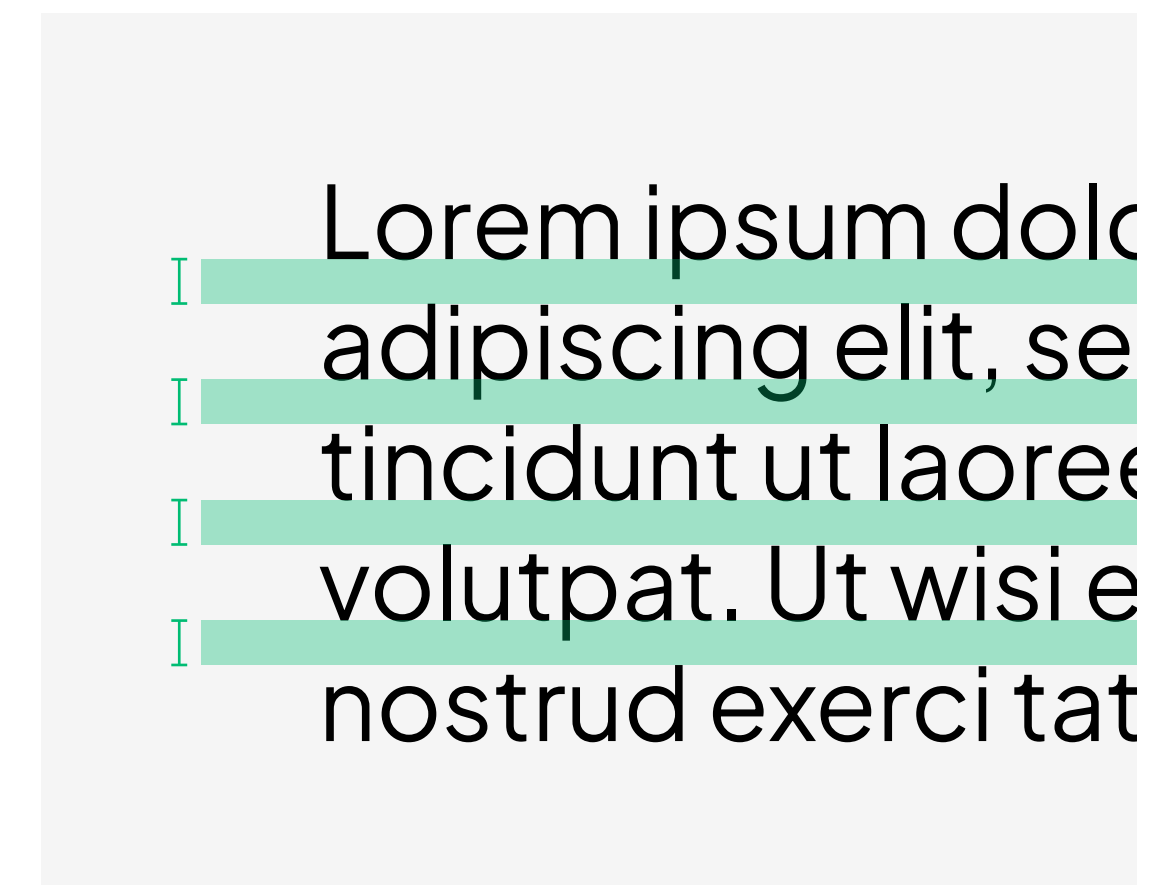 Lorem ipsum dolo
adipiscing elit, se
tincidunt ut laoree
volutpat. Ut wisi e
nostrud exerci tat